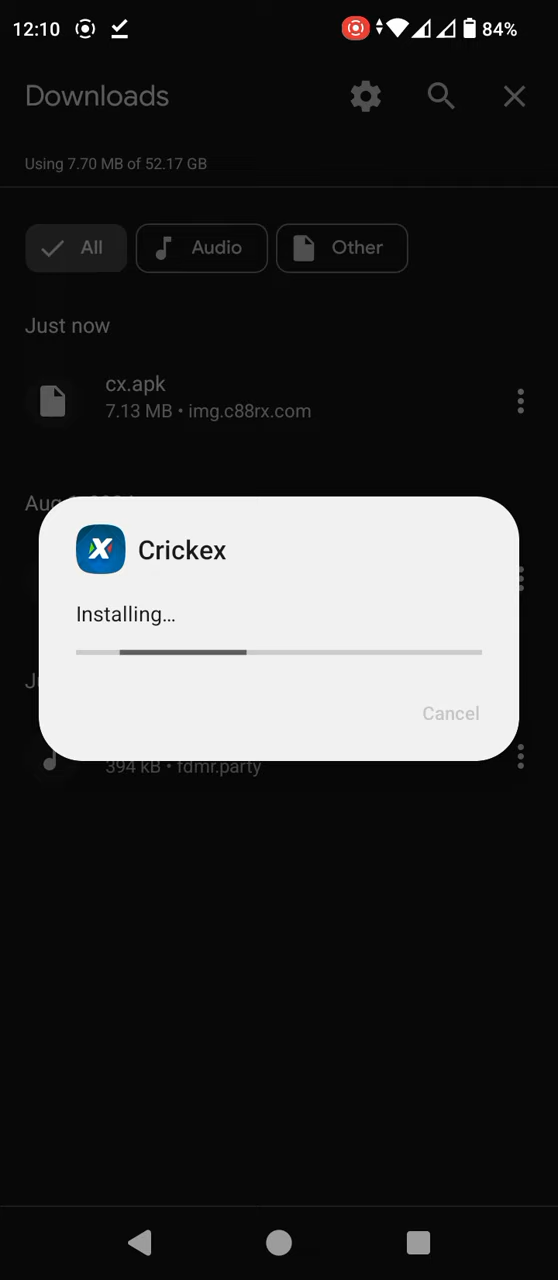 12:10
84%
Downloads
Using 7.70 MB of 52.17 GB
All
Audio
Other
Just now
cx.apk
7.13 MB • img.c88rx.com
Crickex
Installing...
Cancel
394 kB • fdmr.party